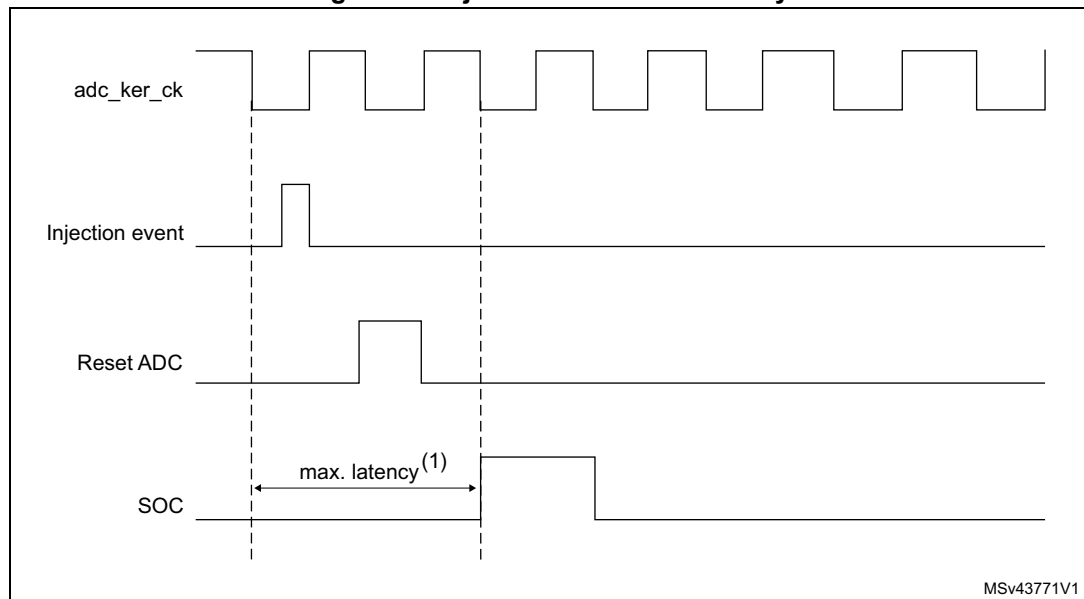 adc_ker_ck
Injection event
Reset ADC
max. latency(1)
SOC
MSv43771V1